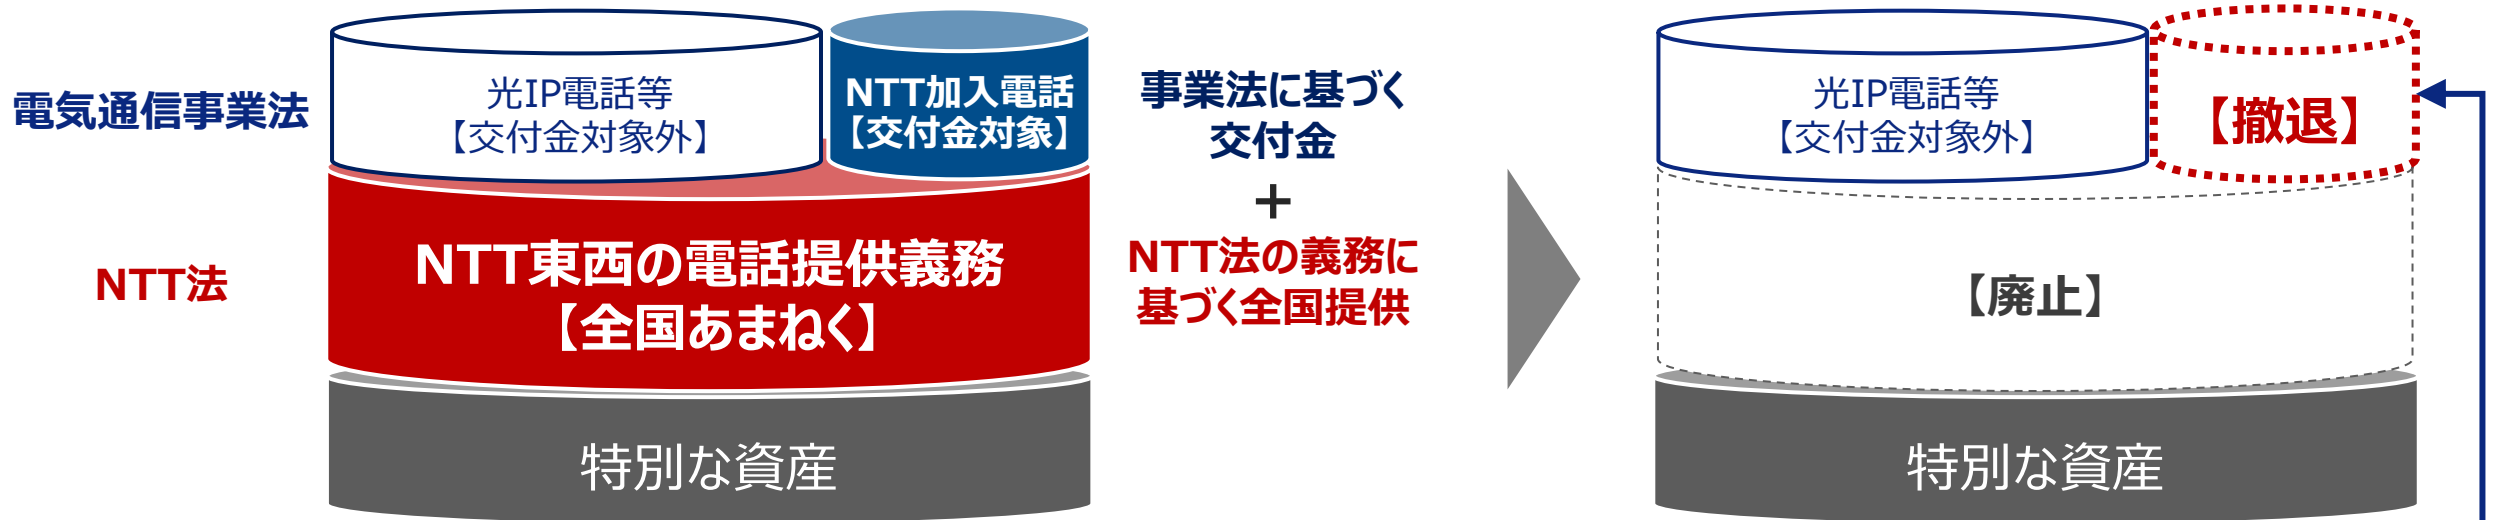 電気通信事業法
NTT法
光IP電話等
【交付金対象外】
NTT加入電話
【交付金対象】
NTT東西の電話提供義務
【全国あまねく】
特別な資産
事業法に基づく
交付金
＋
NTT法の義務に
基づく全国提供
光IP電話等
【交付金対象外】
【補填】
【廃止】
特別な資産